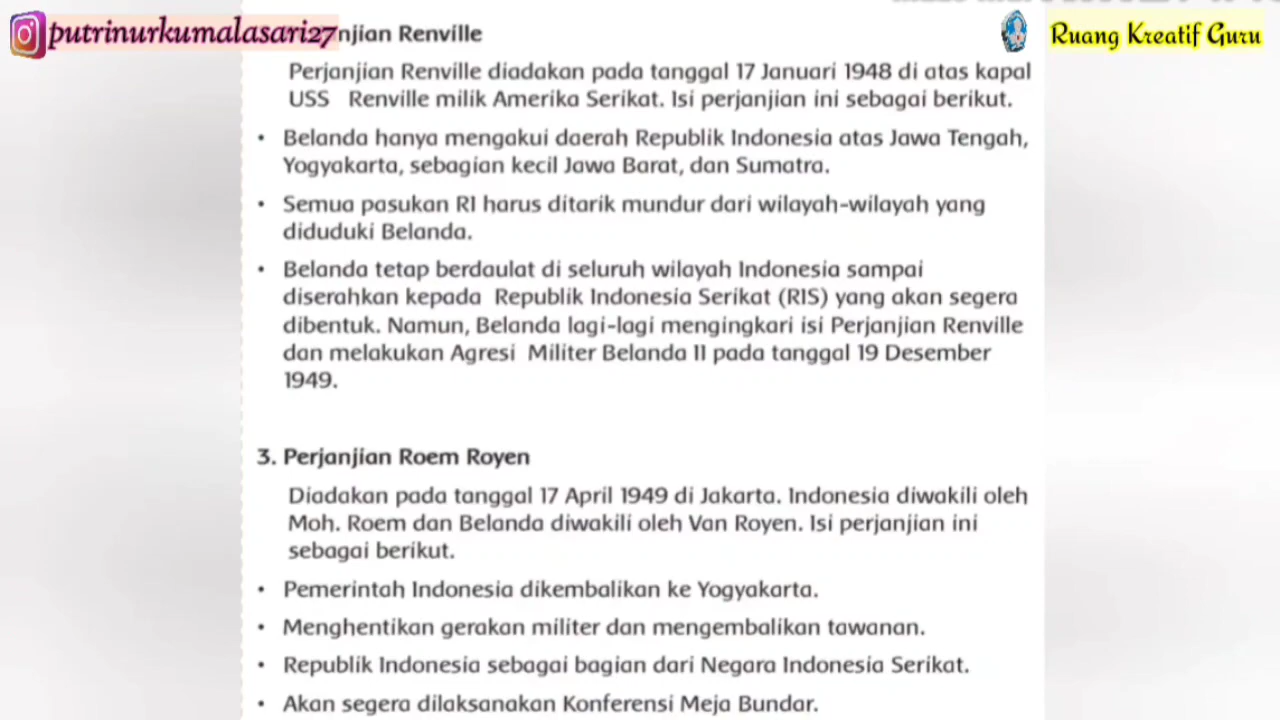 putrinurkumalasari27
njian Renville
Ruang Kreatif Guru
Perjanjian Renville diadakan pada tanggal 17 Januari 1948 di atas kapal
USS Renville milik Amerika Serikat. Isi perjanjian ini sebagai berikut.
• Belanda hanya mengakui daerah Republik Indonesia atas Jawa Tengah,
Yogyakarta, sebagian kecil Jawa Barat, dan Sumatra.
• Semua pasukan RI harus ditarik mundur dari wilayah-wilayah yang
diduduki Belanda.
• Belanda tetap berdaulat di seluruh wilayah Indonesia sampai
diserahkan kepada Republik Indonesia Serikat (RIS) yang akan segera
dibentuk. Namun, Belanda lagi-lagi mengingkari isi Perjanjian Renville
dan melakukan Agresi Militer Belanda II pada tanggal 19 Desember
1949.
3. Perjanjian Roem Royen
Diadakan pada tanggal 17 April 1949 di Jakarta. Indonesia diwakili oleh
Moh. Roem dan Belanda diwakili oleh Van Royen. Isi perjanjian ini
sebagai berikut.
• Pemerintah Indonesia dikembalikan ke Yogyakarta.
• Menghentikan gerakan militer dan mengembalikan tawanan.
• Republik Indonesia sebagai bagian dari Negara Indonesia Serikat.
• Akan segera dilaksanakan Konferensi Meja Bundar.